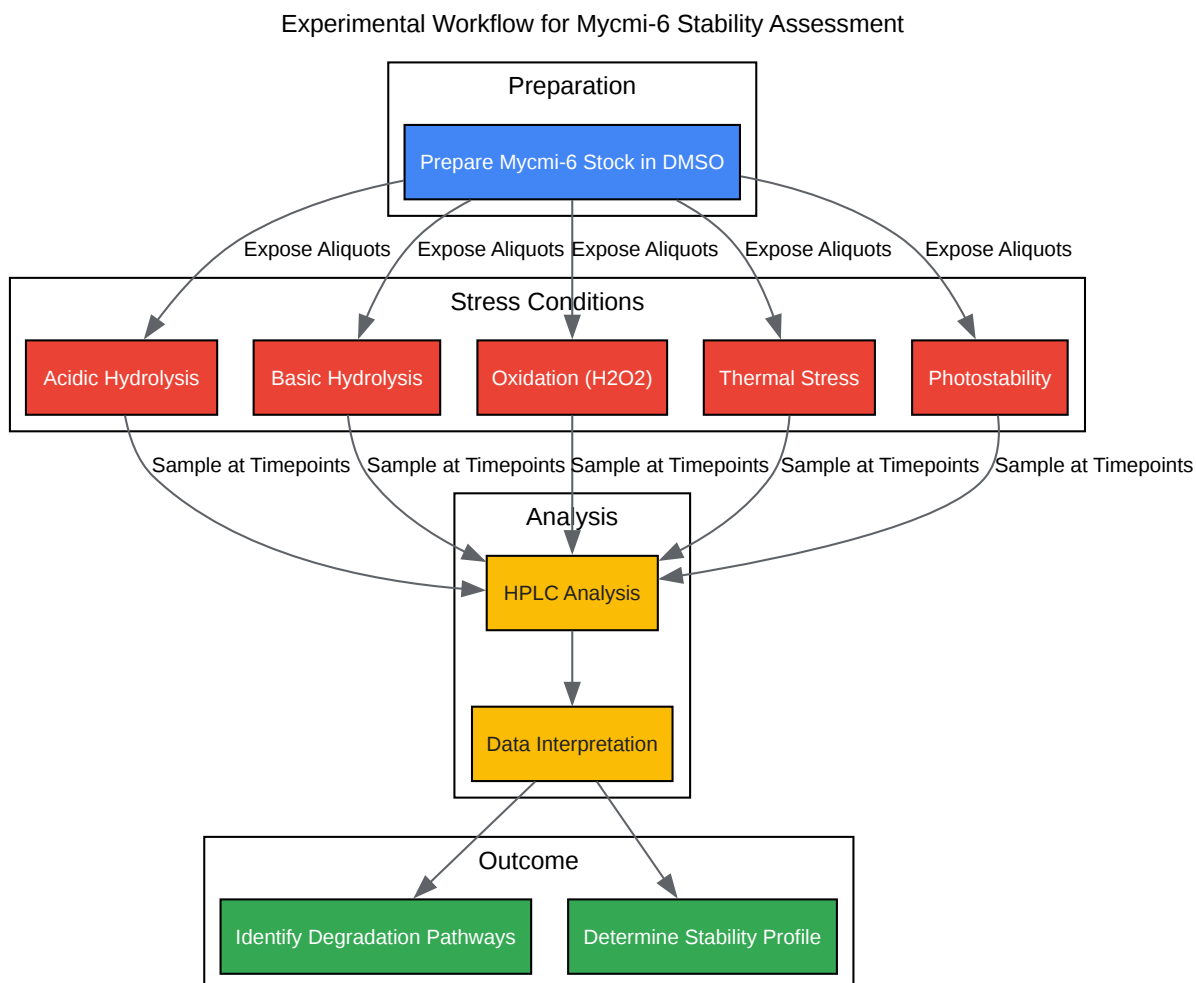 Experimental Workflow for Mycmi-6 Stability Assessment
Preparation
Prepare Mycmi-6 Stock in DMSO
Expose Aliquots
Expose Aliquots
Expose Aliquots
Expose Aliquots
Expose Aliquots
Stress Conditions
Acidic Hydrolysis
Basic Hydrolysis
Oxidation (H2O2)
Thermal Stress
Photostability
Sample at Timepoints
Sample at Timepoints
Sample at Timepoints
Sample at Timepoints
Sample at Timepoints
Analysis
HPLC Analysis
Data Interpretation
Outcome
Identify Degradation Pathways
Determine Stability Profile